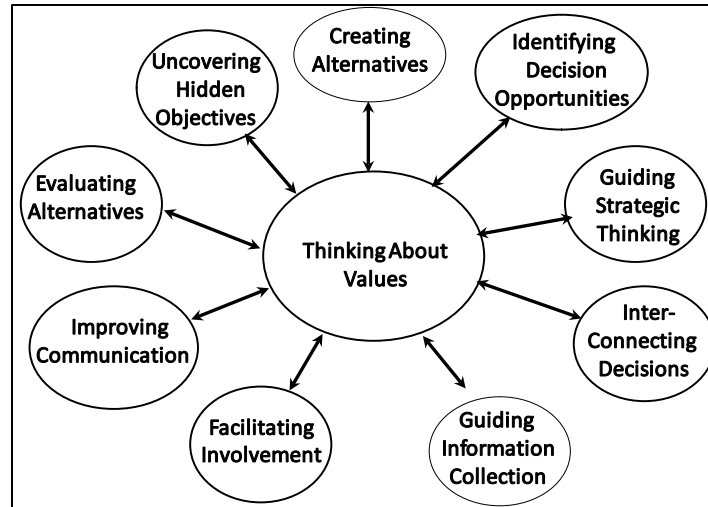 Creating
Alternatives
Identifying
Decision
Opportunities
Guiding
Strategic
Thinking
Inter-
Connecting
Decisions
Guiding
Information
Collection
Facilitating
Involvement
Improving
Communication
Evaluating
Alternatives
Uncovering
Hidden
Objectives
Thinking About
Values